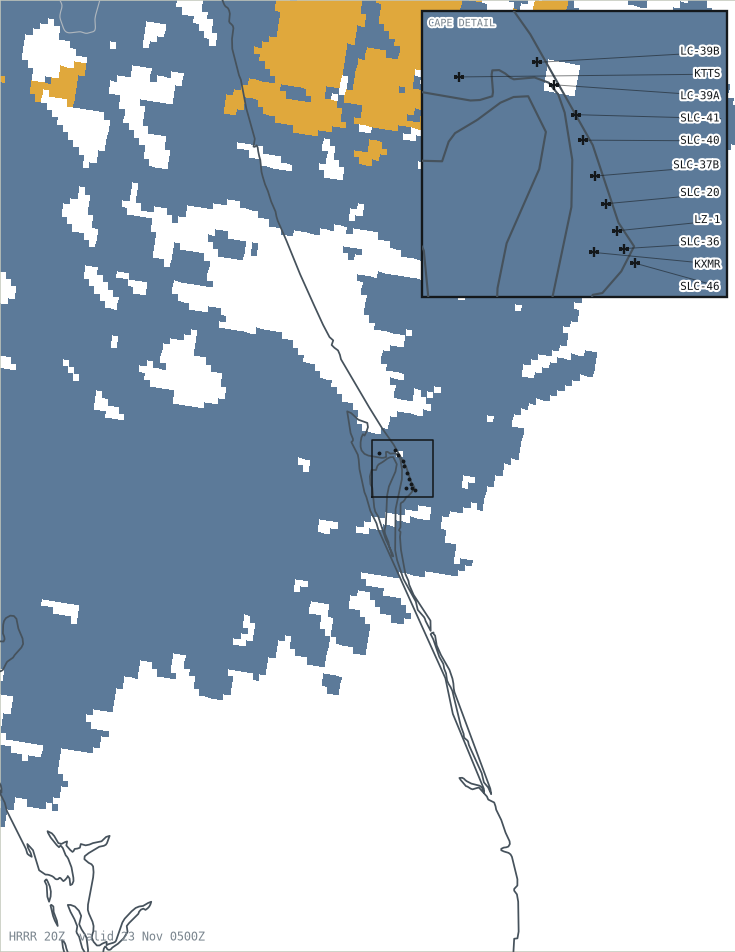 CAPE DETAIL
LC-39B
KTTS
LC-39A
SLC-41
SLC-40
SLC-37B
SLC-20
LZ-1
SLC-36
KXMR
SLC-46
HRRR 20Z  valid 23 Nov 0500Z